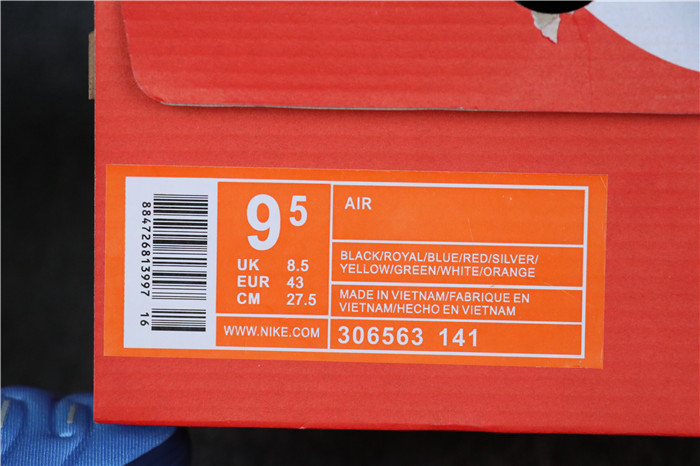 884726813997 16
9 5
UK 8.5
EUR 43
CM 27.5
WWW.NIKE.COM
AIR
BLACK/ROYAL/BLUE/RED/SILVER/
YELLOW/GREEN/WHITE/ORANGE
MADE IN VIETNAM/FABRIQUE EN
VIETNAM/HECHO EN VIETNAM
306563 141